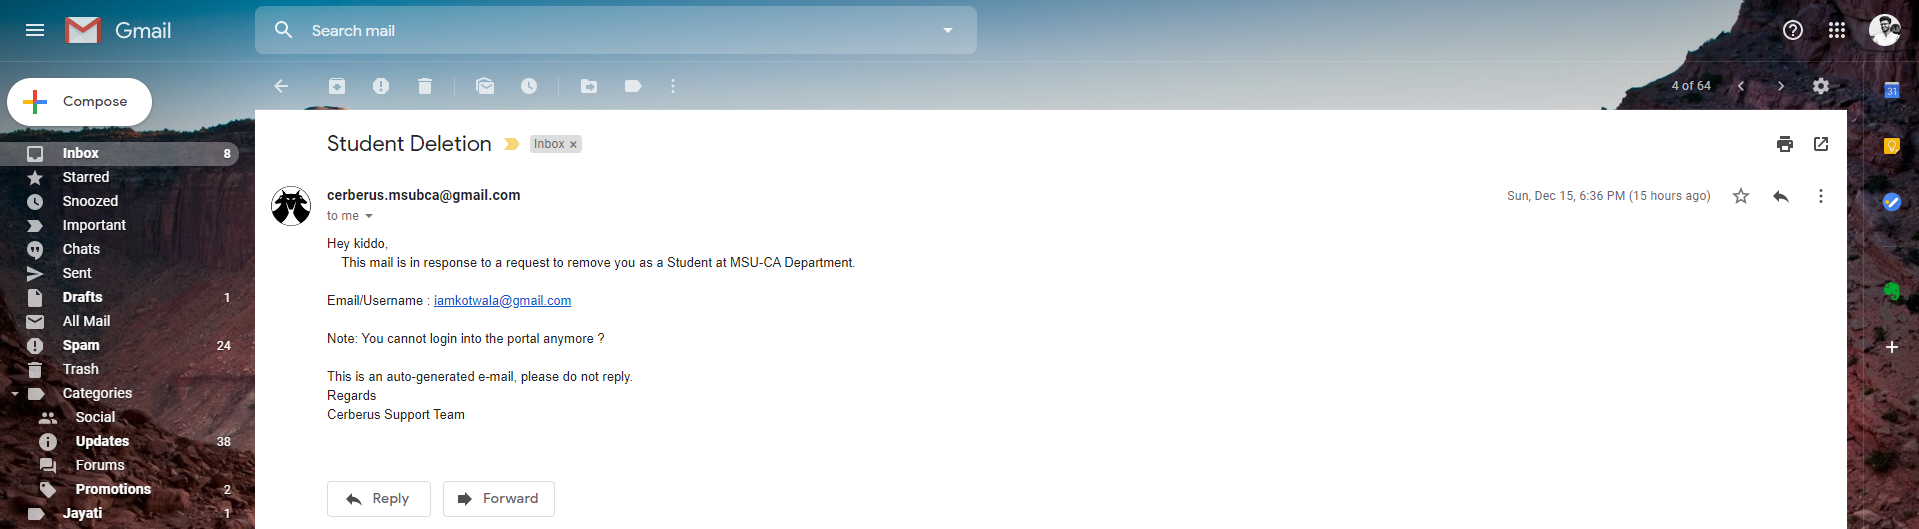 Gmail
Search mail
Compose
4 of 64
31
Inbox 8
Starred
Snoozed
Important
Chats
Sent
Drafts 1
All Mail
Spam 24
Trash
Categories
Social
Updates 38
Forums
Promotions 2
Jayati 1
Student Deletion Inbox x
cerberus.msubca@gmail.com Sun, Dec 15, 6:36 PM (15 hours ago)
to me
Hey kiddo,
This mail is in response to a request to remove you as a Student at MSU-CA Department.
Email/Username : iamkotwala@gmail.com
Note: You cannot login into the portal anymore ?
This is an auto-generated e-mail, please do not reply.
Regards
Cerberus Support Team
Reply Forward